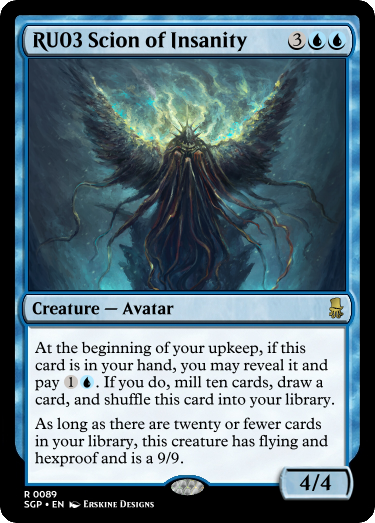 RU03 Scion of Insanity 3
Creature — Avatar
At the beginning of your upkeep, if this
card is in your hand, you may reveal it and
pay 1. If you do, mill ten cards, draw a
card, and shuffle this card into your library.
As long as there are twenty or fewer cards
in your library, this creature has flying and
hexproof and is a 9/9.
4/4
R 0089
SGP • EN Erskine Designs